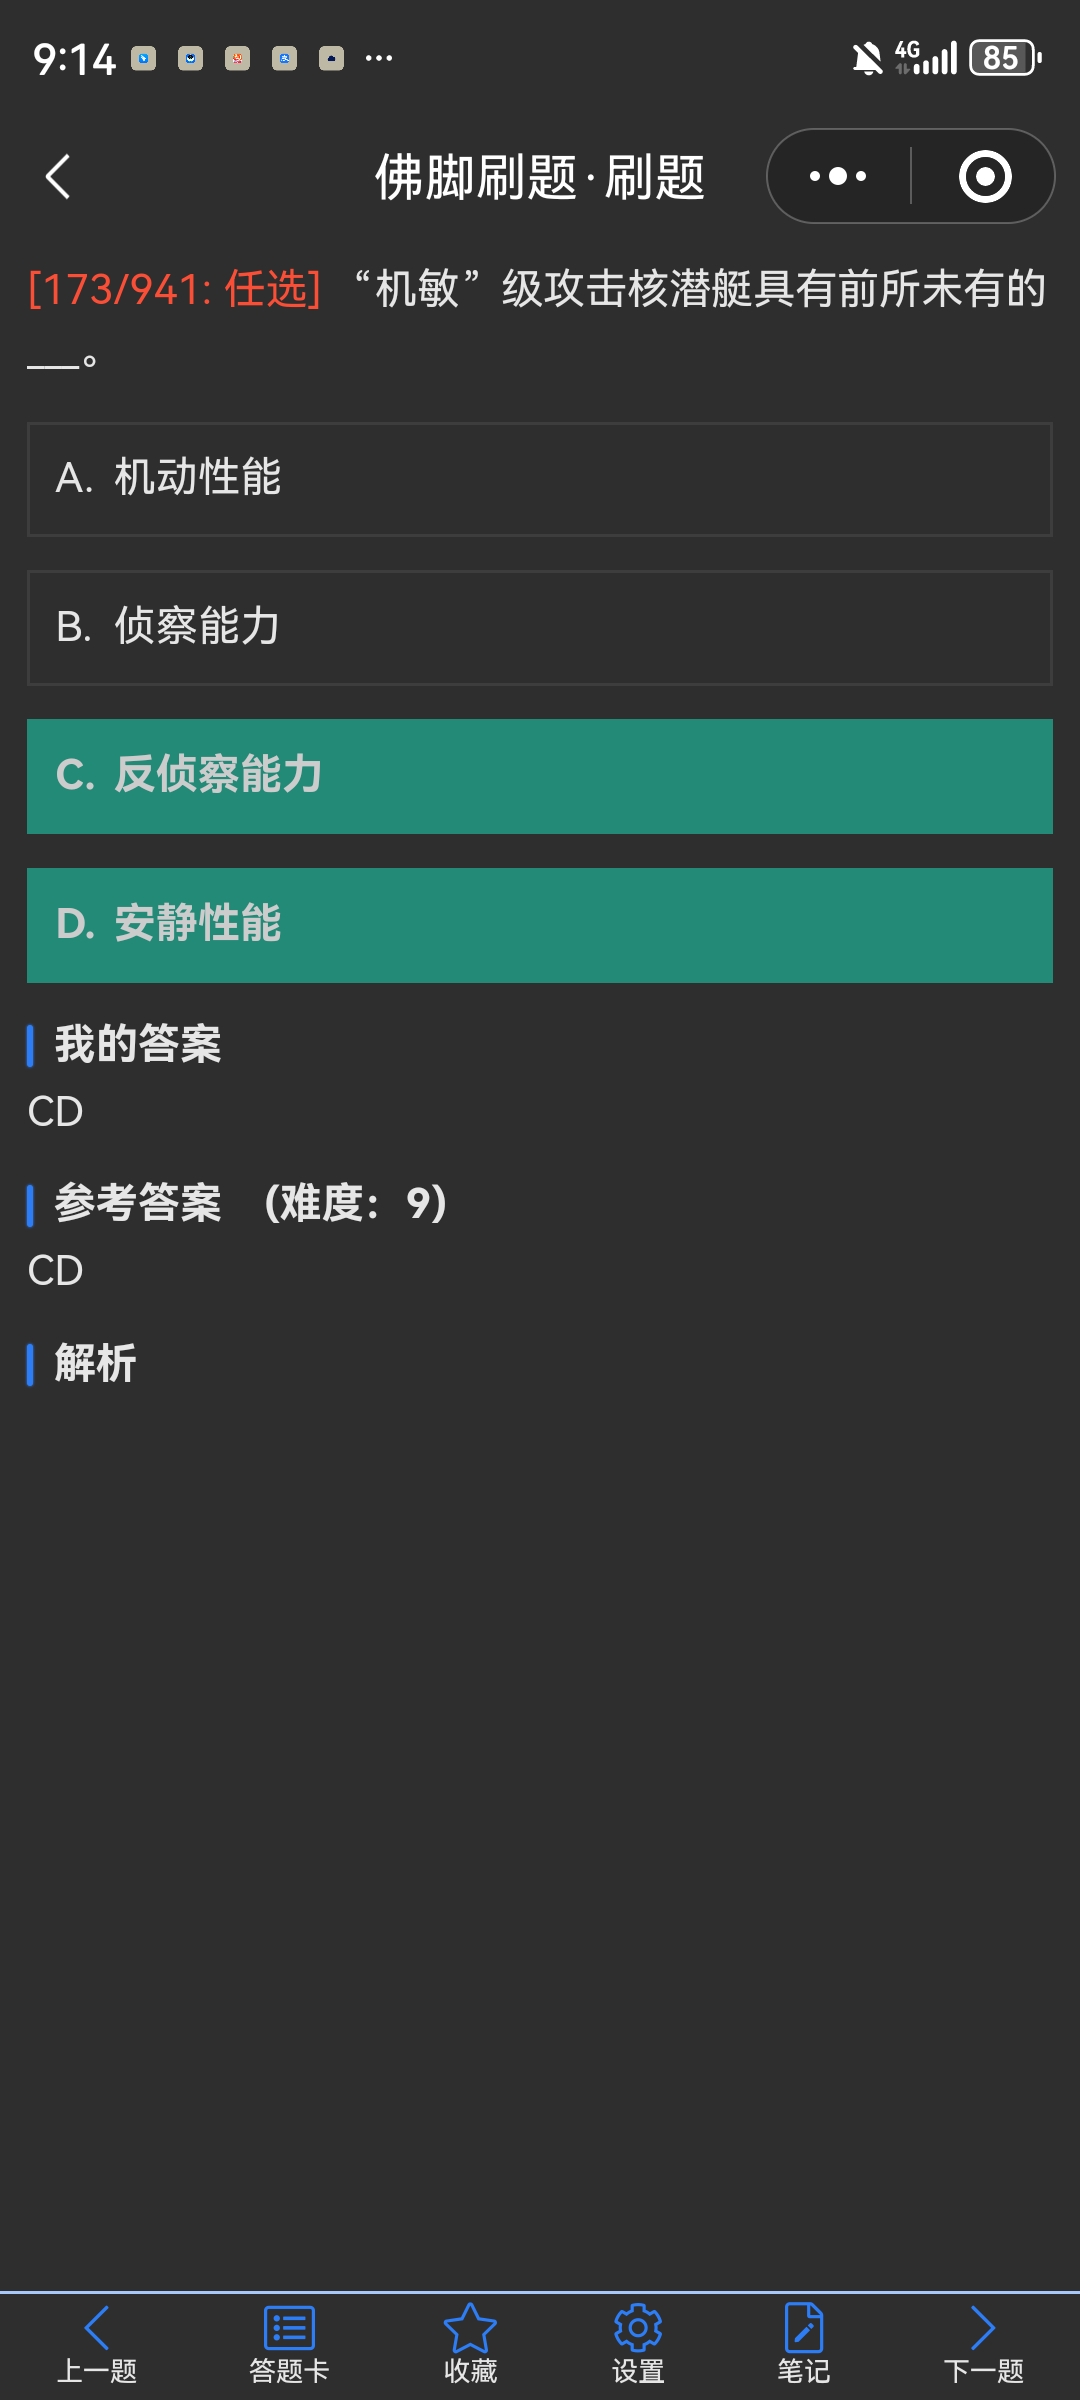 9:14
4G
85
佛脚刷题·刷题
[173/941: 任选] “机敏”级攻击核潜艇具有前所未有的
___。
A. 机动性能
B. 侦察能力
C. 反侦察能力
D. 安静性能
我的答案
CD
参考答案 (难度：9)
CD
解析
上一题 答题卡 收藏 设置 笔记 下一题